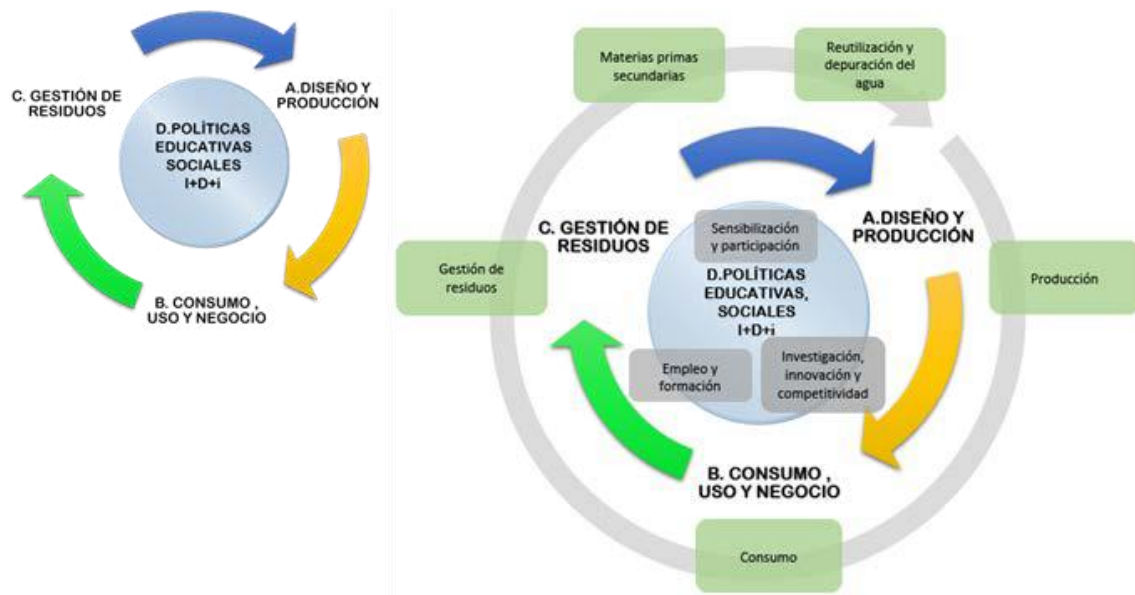 C. GESTIÓN DE
RESIDUOS
A.DISEÑO Y
PRODUCCIÓN
D.POLÍTICAS
EDUCATIVAS
SOCIALES
I+D+i
B. CONSUMO ,
USO Y NEGOCIO
Materias primas
secundarias
Reutilización y
depuración del
agua
C. GESTIÓN DE
RESIDUOS
Sensibilización
y participación
A.DISEÑO Y
PRODUCCIÓN
Gestión de
residuos
D.POLÍTICAS
EDUCATIVAS,
SOCIALES
I+D+i
Producción
Empleo y
formación
Investigación,
innovación y
competitividad
B. CONSUMO ,
USO Y NEGOCIO
Consumo